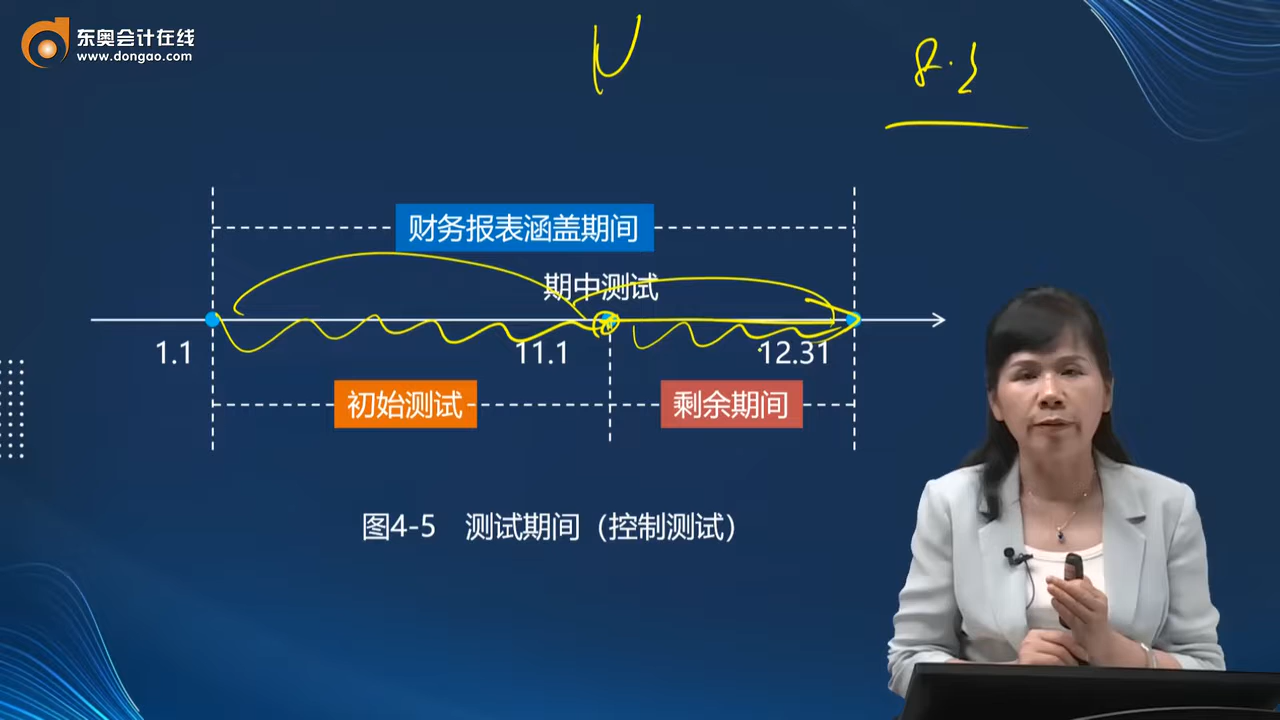 东奥会计在线
www.dongao.com
8.3
财务报表涵盖期间
期中测试
1.1
11.1
12.31
初始测试
剩余期间
图4-5 测试期间（控制测试）